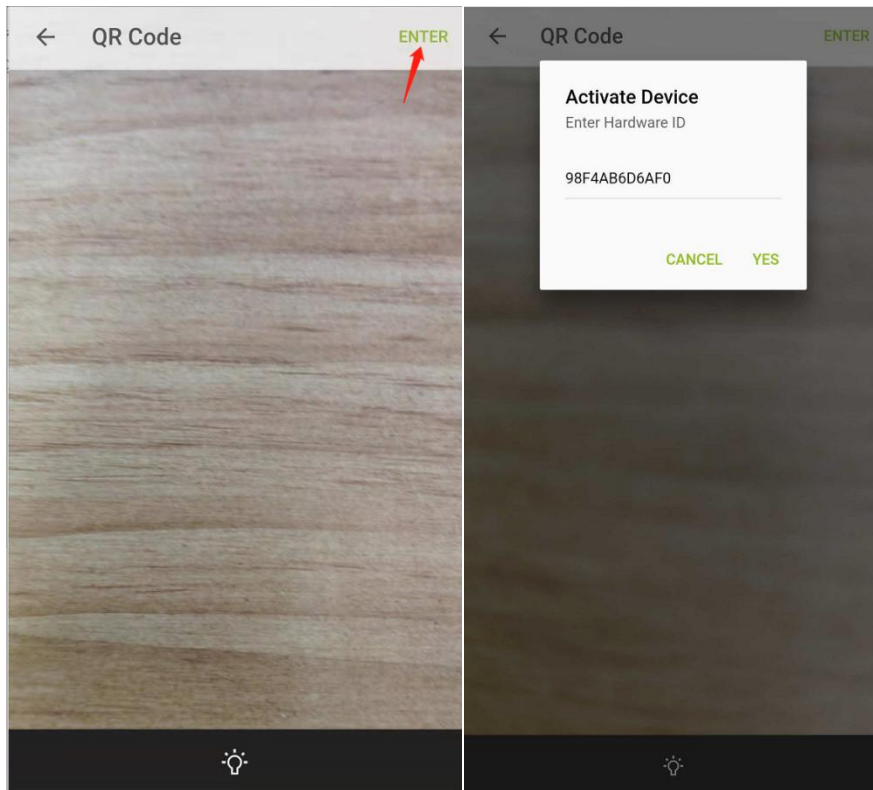 QR Code
ENTER
QR Code
ENTER
Activate Device
Enter Hardware ID
98F4AB6D6AF0
CANCEL YES